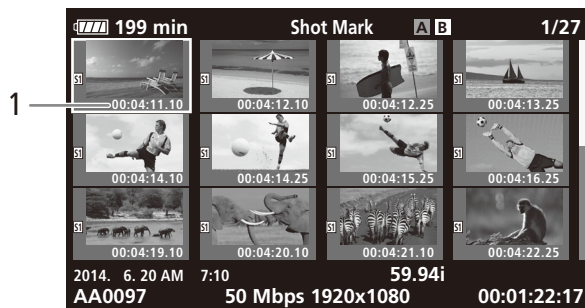 199 min Shot Mark A B 1/27
S1 S1 S1 S1
1 00:04:11.10 00:04:12.10 00:04:12.25 00:04:13.25
S1 S1 S1 S1
00:04:14.10 00:04:14.25 00:04:15.25 00:04:16.25
S1 S1 S1 S1
00:04:19.10 00:04:20.10 00:04:21.10 00:04:22.25
2014. 6. 20 AM 7:10 59.94i
AA0097 50 Mbps 1920x1080 00:01:22:17